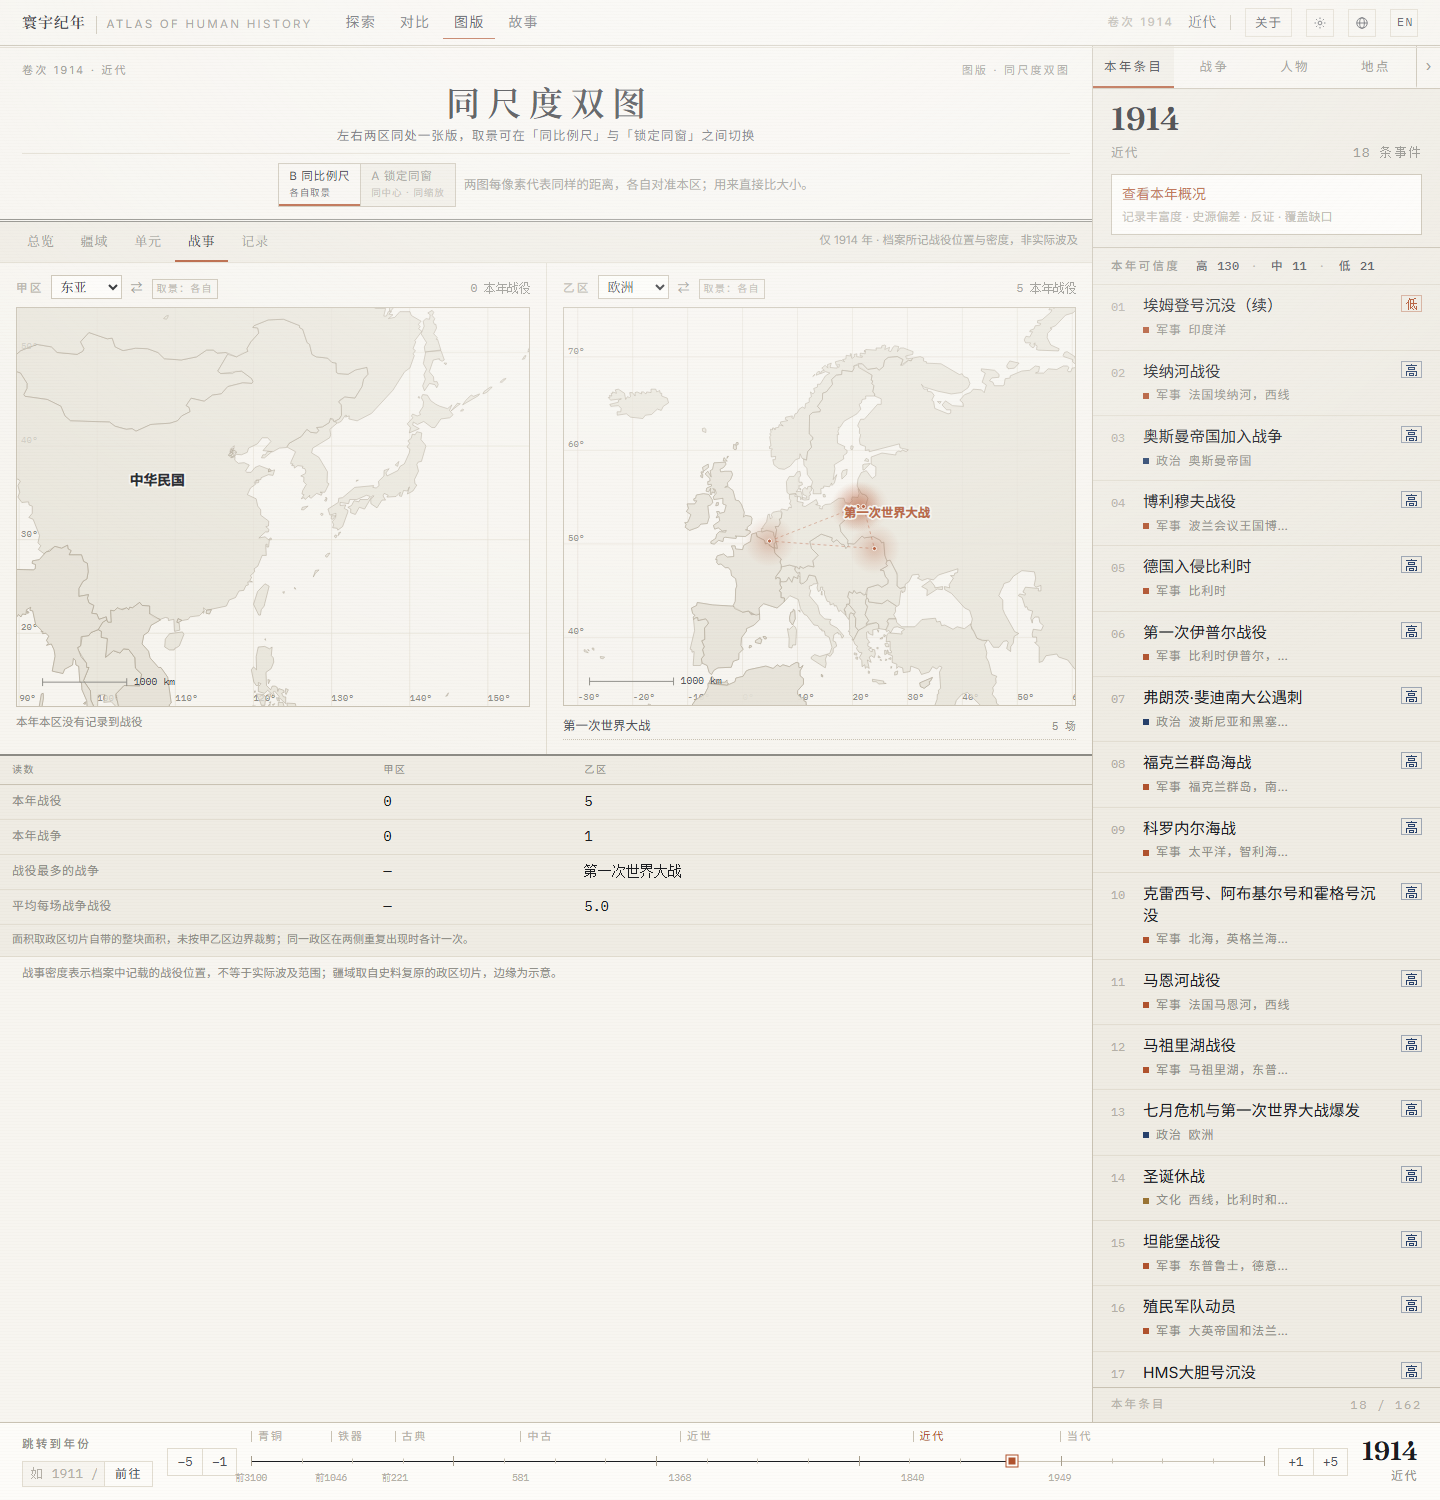 寰宇纪年 ATLAS OF HUMAN HISTORY 探索 对比 图版 故事 卷次 1914 近代 关于 EN
卷次 1914 · 近代 图版 · 同尺度双图
同尺度双图
左右两区同处一张版，取景可在「同比例尺」与「锁定同窗」之间切换
B 同比例尺 A 锁定同窗
各自取景 同中心 · 同缩放
两图每像素代表同样的距离，各自对准本区；用来直接比大小。
总览 疆域 单元 战事 记录 仅 1914 年 · 档案所记战役位置与密度，非实际波及
甲区 东亚 ⇄ 取景：各自 0 本年战役
50°
40°
中华民国
30°
20°
1000 km
90° 110° 130° 140° 150°
本年本区没有记录到战役
乙区 欧洲 ⇄ 取景：各自 5 本年战役
70°
60°
第一次世界大战
50°
40°
1000 km
-30° -20° 20° 30° 40° 50°
第一次世界大战 5 场
读数 甲区 乙区
本年战役 0 5
本年战争 0 1
战役最多的战争 — 第一次世界大战
平均每场战争战役 — 5.0
面积取政区切片自带的整块面积，未按甲乙区边界裁剪；同一政区在两侧重复出现时各计一次。
战事密度表示档案中记载的战役位置，不等于实际波及范围；疆域取自史料复原的政区切片，边缘为示意。
本年条目 战争 人物 地点 ›
1914
近代 18 条事件
查看本年概况
记录丰富度 · 史源偏差 · 反证 · 覆盖缺口
本年可信度 高 130 · 中 11 · 低 21
01 埃姆登号沉没（续） 低
军事 印度洋
02 埃纳河战役 高
军事 法国埃纳河，西线
03 奥斯曼帝国加入战争 高
政治 奥斯曼帝国
04 博利穆夫战役 高
军事 波兰会议王国博…
05 德国入侵比利时 高
军事 比利时
06 第一次伊普尔战役 高
军事 比利时伊普尔，…
07 弗朗茨·斐迪南大公遇刺 高
政治 波斯尼亚和黑塞…
08 福克兰群岛海战 高
军事 福克兰群岛，南…
09 科罗内尔海战 高
军事 太平洋，智利海…
10 克雷西号、阿布基尔号和霍格号沉没 高
军事 北海，英格兰海…
11 马恩河战役 高
军事 法国马恩河，西线
12 马祖里湖战役 高
军事 马祖里湖，东普…
13 七月危机与第一次世界大战爆发 高
政治 欧洲
14 圣诞休战 高
文化 西线，比利时和…
15 坦能堡战役 高
军事 东普鲁士，德意…
16 殖民军队动员 高
军事 大英帝国和法兰…
17 HMS大胆号沉没 高
本年条目 18 / 162
跳转到年份
如 1911 / 前往
−5 −1
青铜 铁器 古典 中古 近世 近代 当代
前3100 前1046 前221 581 1368 1840 1949
+1 +5
1914
近代